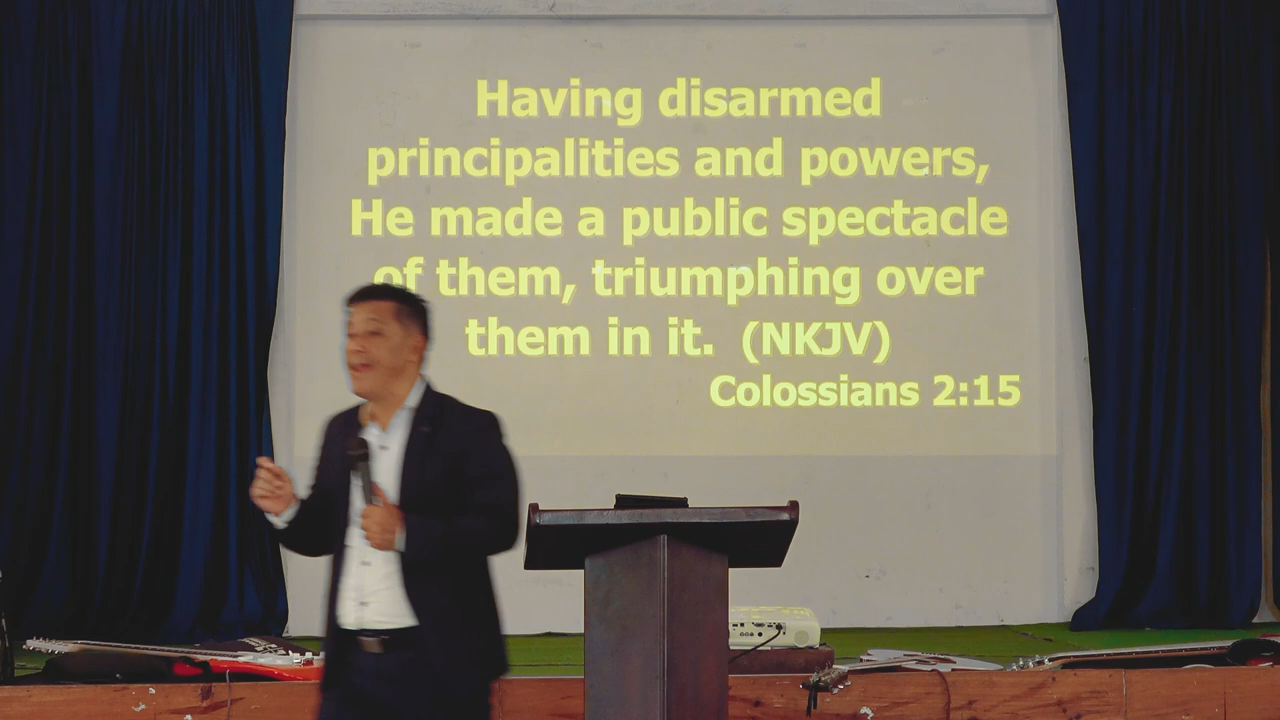 Having disarmed
principalities and powers,
He made a public spectacle
of them, triumphing over
them in it. (NKJV)
Colossians 2:15